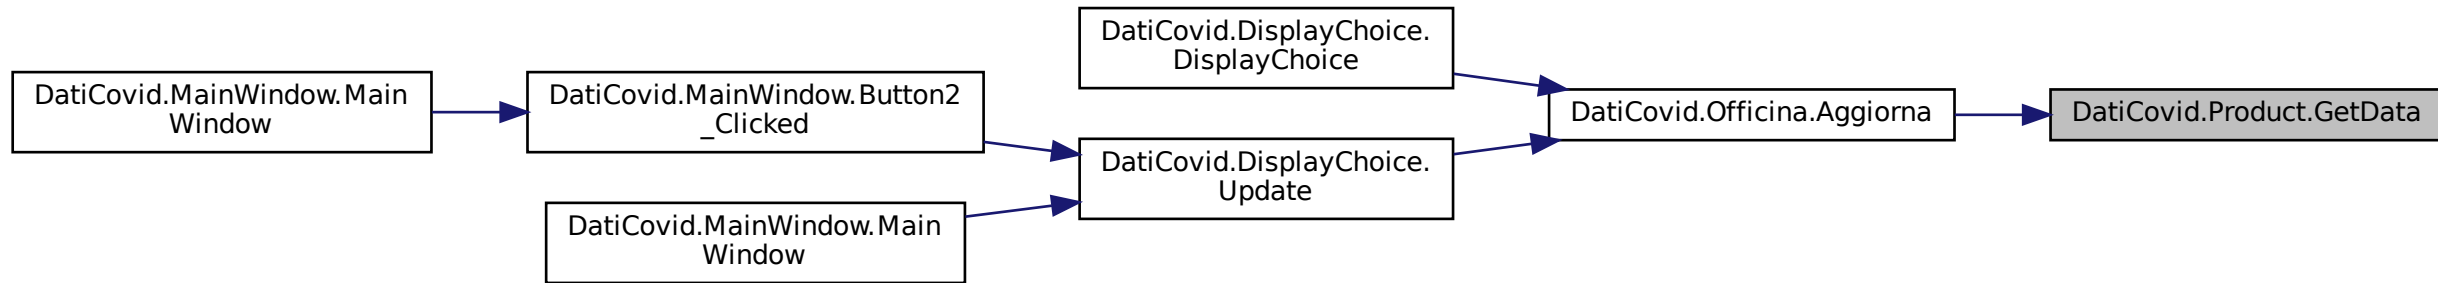 DatiCovid.MainWindow.Main
Window
DatiCovid.MainWindow.Button2
_Clicked
DatiCovid.MainWindow.Main
Window
DatiCovid.DisplayChoice.
DisplayChoice
DatiCovid.DisplayChoice.
Update
DatiCovid.Officina.Aggiorna
DatiCovid.Product.GetData